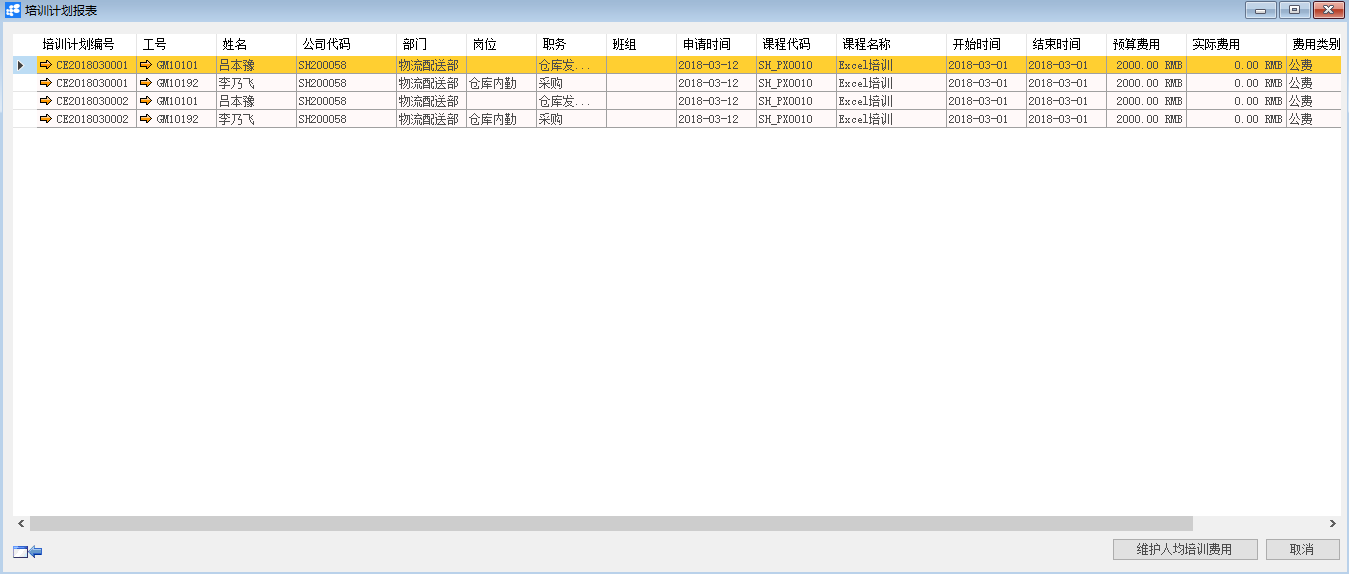 培训计划报表
培训计划编号 工号 姓名 公司代码 部门 岗位 职务 班组 申请时间 课程代码 课程名称 开始时间 结束时间 预算费用 实际费用 费用类别
CE2018030001 GM10101 吕本豫 SH200058 物流配送部 仓库发... 2018-03-12 SH_PX0010 Excel培训 2018-03-01 2018-03-01 2000.00 RMB 0.00 RMB 公费
CE2018030001 GM10192 李乃飞 SH200058 物流配送部 仓库内勤 采购 2018-03-12 SH_PX0010 Excel培训 2018-03-01 2018-03-01 2000.00 RMB 0.00 RMB 公费
CE2018030002 GM10101 吕本豫 SH200058 物流配送部 仓库发... 2018-03-12 SH_PX0010 Excel培训 2018-03-01 2018-03-01 2000.00 RMB 0.00 RMB 公费
CE2018030002 GM10192 李乃飞 SH200058 物流配送部 仓库内勤 采购 2018-03-12 SH_PX0010 Excel培训 2018-03-01 2018-03-01 2000.00 RMB 0.00 RMB 公费
维护人均培训费用 取消